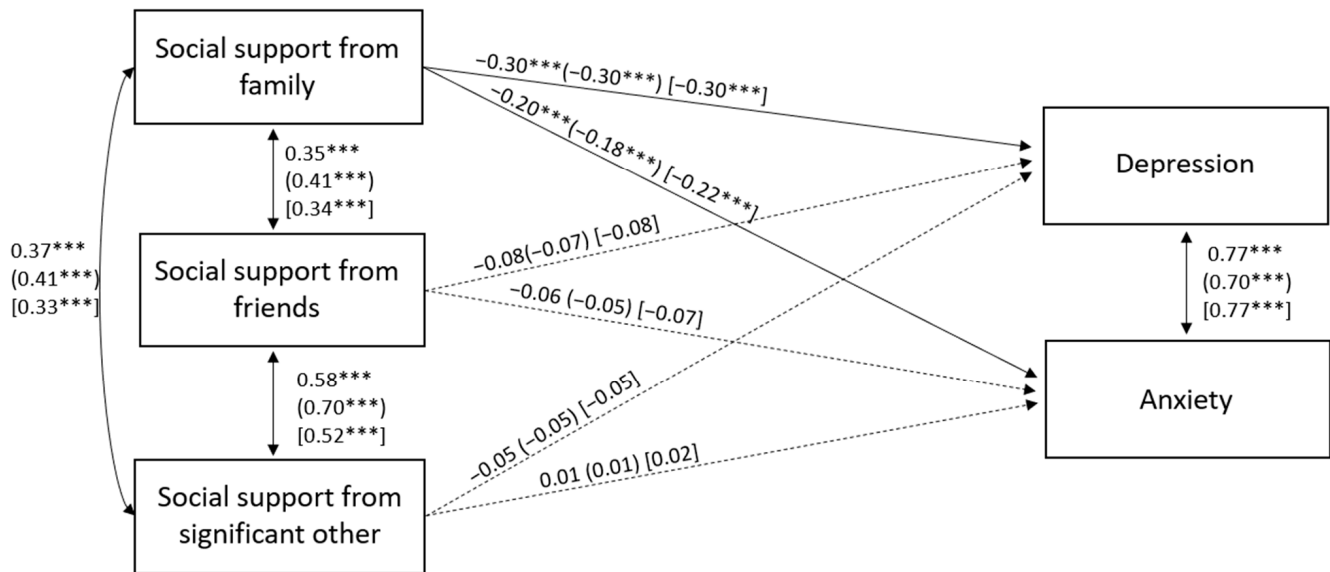 Social support from
family
−0.30***(−0.30***) [−0.30***]
−0.20***(−0.18***) [−0.22***]
0.35***
(0.41***)
[0.34***]
Depression
0.37***
(0.41***)
[0.33***]
Social support from
friends
−0.08(−0.07) [−0.08]
−0.06 (−0.05) [−0.07]
0.77***
(0.70***)
[0.77***]
0.58***
(0.70***)
[0.52***]
Anxiety
Social support from
significant other
−0.05 (−0.05) [−0.05]
0.01 (0.01) [0.02]